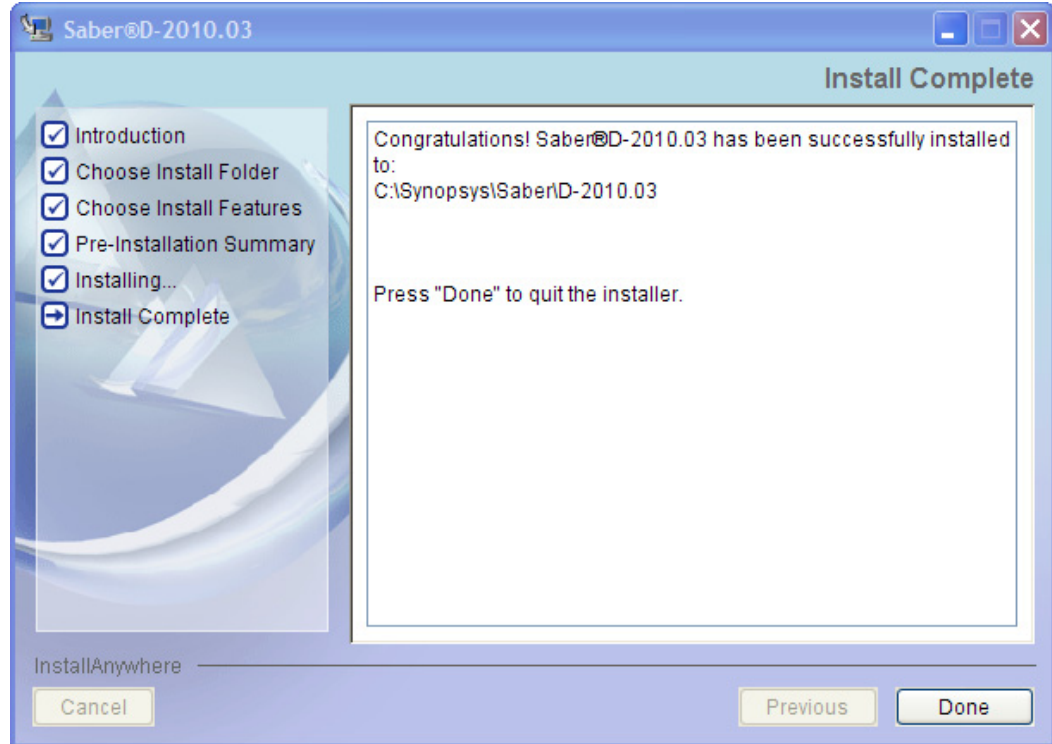 Saber®D-2010.03
Install Complete
Introduction
Choose Install Folder
Choose Install Features
Pre-Installation Summary
Installing...
Install Complete
Congratulations! Saber®D-2010.03 has been successfully installed
to:
C:\Synopsys\Saber\D-2010.03
Press "Done" to quit the installer.
InstallAnywhere
Cancel
Previous
Done